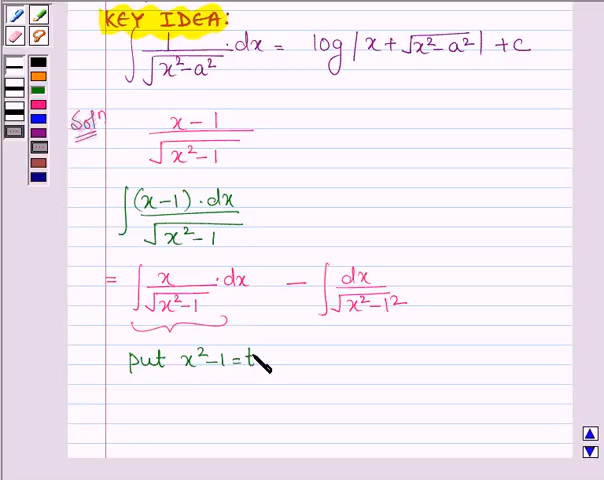 KEY IDEA:
∫ 1/√(x²-a²) · dx = log | x + √(x²-a²) | + c
Solⁿ x-1/√(x²-1)
∫ (x-1)·dx/√(x²-1)
= ∫ x/√(x²-1) · dx - ∫ dx/√(x²-1²)
put x²-1=t